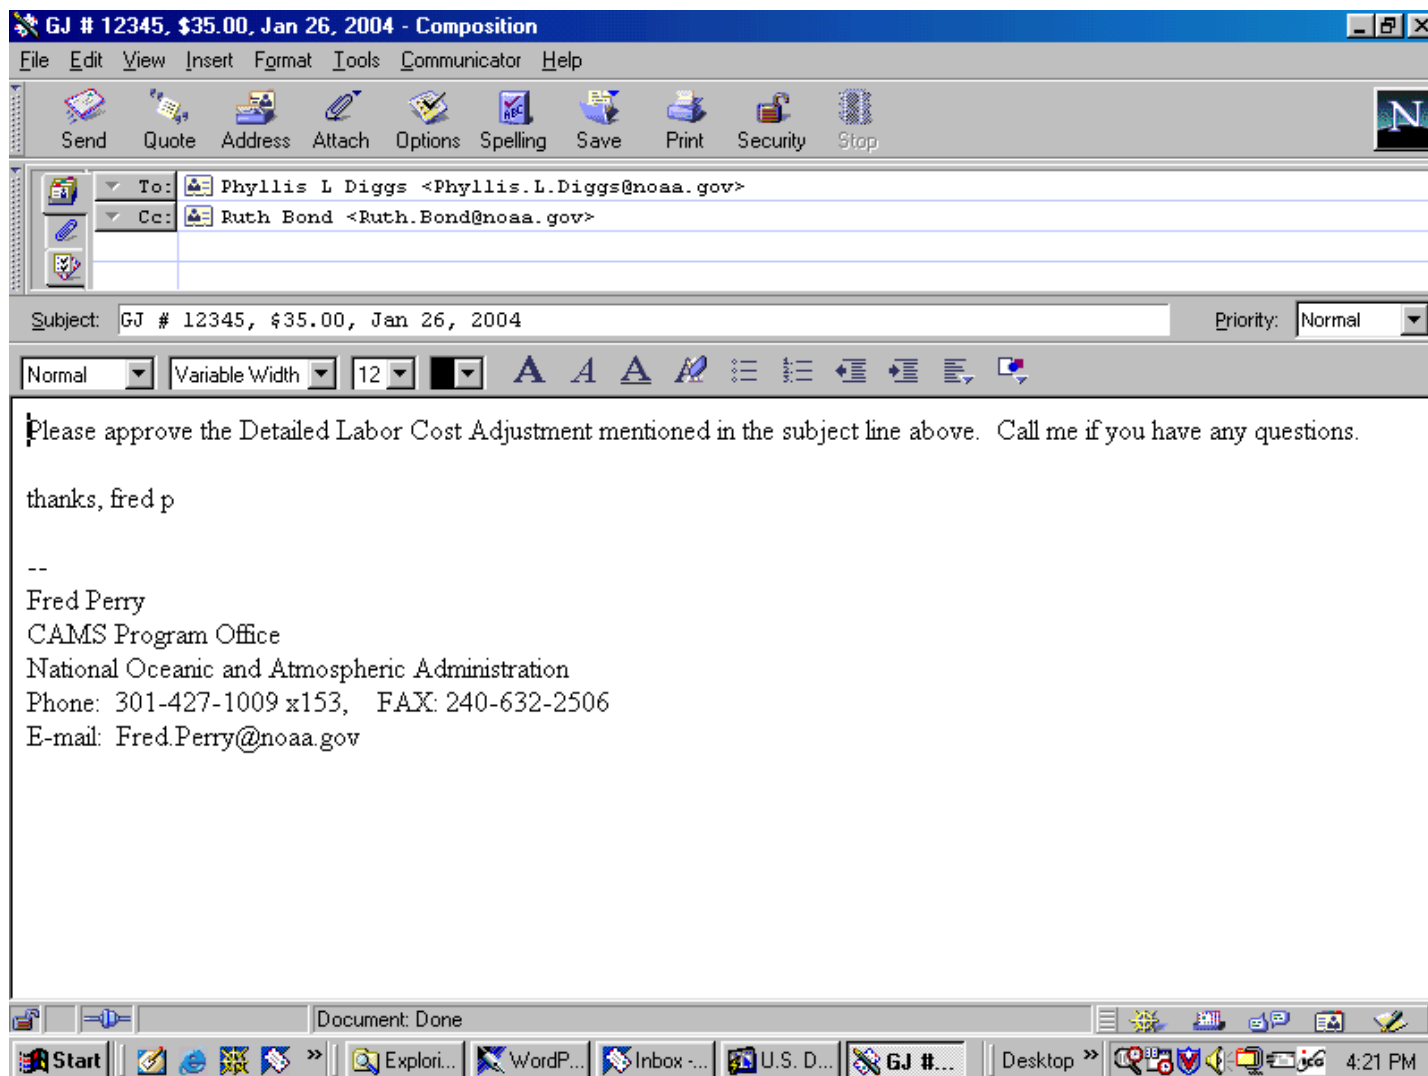 GJ # 12345, $35.00, Jan 26, 2004 - Composition
File Edit View Insert Format Tools Communicator Help
Send Quote Address Attach Options Spelling Save Print Security Stop
N
To: Phyllis L Diggs <Phyllis.L.Diggs@noaa.gov>
Cc: Ruth Bond <Ruth.Bond@noaa.gov>
Subject: GJ # 12345, $35.00, Jan 26, 2004 Priority: Normal
Normal Variable Width 12 A A A
Please approve the Detailed Labor Cost Adjustment mentioned in the subject line above.  Call me if you have any questions.
thanks, fred p
--
Fred Perry
CAMS Program Office
National Oceanic and Atmospheric Administration
Phone:  301-427-1009 x153,    FAX: 240-632-2506
E-mail:  Fred.Perry@noaa.gov
Document: Done
Start » Explori... WordP... Inbox -... U.S. D... GJ #... Desktop » 4:21 PM